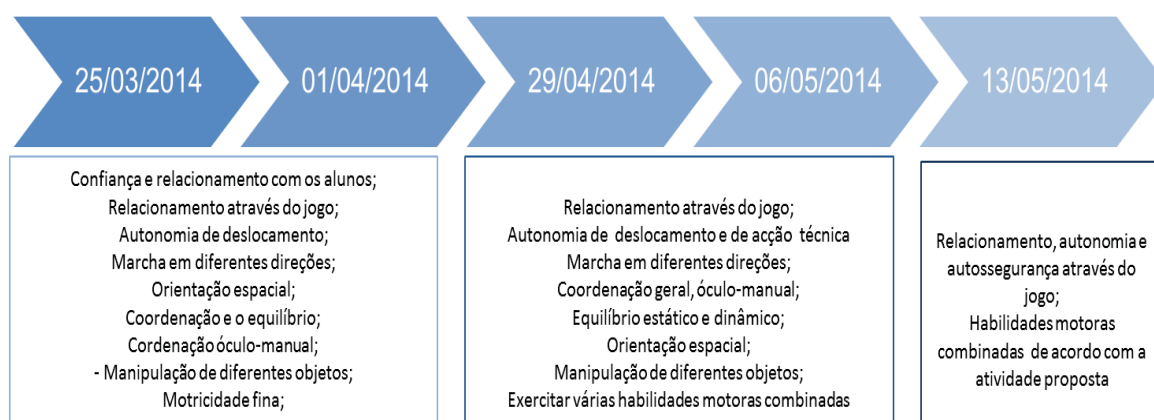 25/03/2014
01/04/2014
29/04/2014
06/05/2014
13/05/2014
Confiança e relacionamento com os alunos;
Relacionamento através do jogo;
Autonomia de deslocamento;
Marcha em diferentes direções;
Orientação espacial;
Coordenação e o equilíbrio;
Cordenação óculo-manual;
- Manipulação de diferentes objetos;
Motricidade fina;
Relacionamento através do jogo;
Autonomia de deslocamento e de acção técnica
Marcha em diferentes direções;
Coordenação geral, óculo-manual;
Equilíbrio estático e dinâmico;
Orientação espacial;
Manipulação de diferentes objetos;
Exercitar várias habilidades motoras combinadas
Relacionamento, autonomia e
autossegurança através do
jogo;
Habilidades motoras
combinadas de acordo com a
atividade proposta